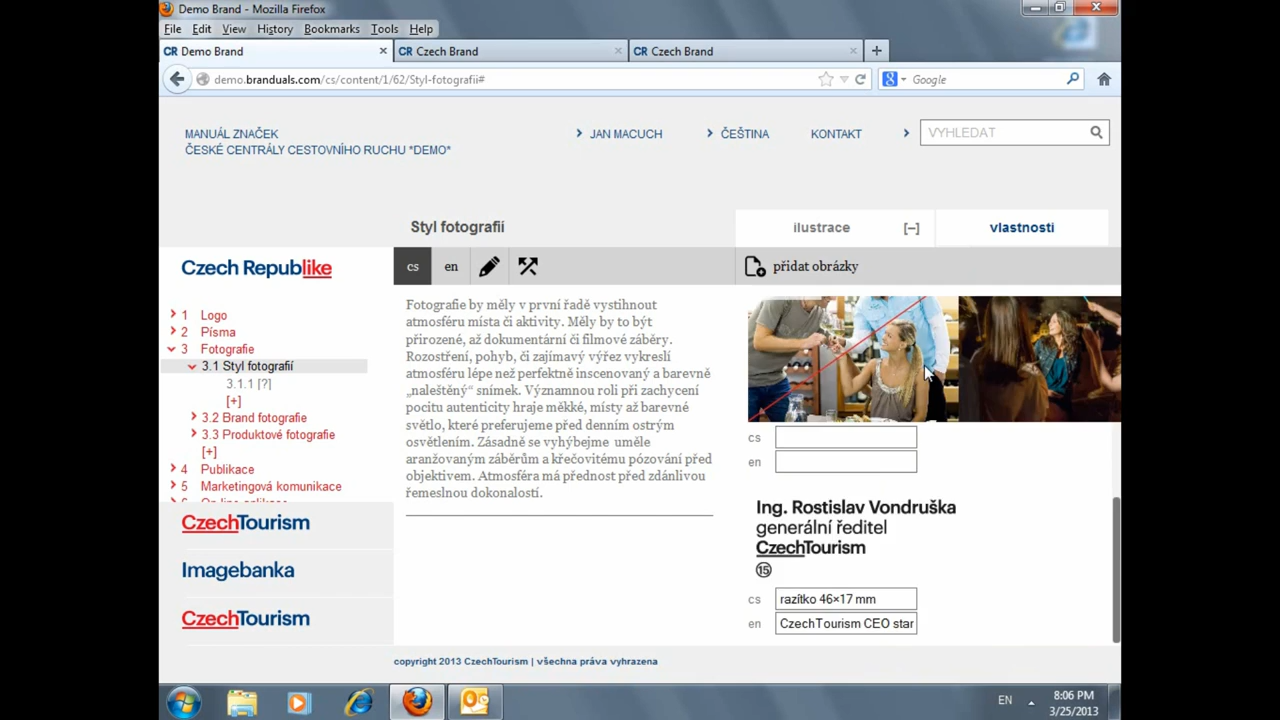 Demo Brand - Mozilla Firefox
File Edit View History Bookmarks Tools Help
CR Demo Brand
CR Czech Brand
CR Czech Brand
demo.branduals.com/cs/content/1/62/Styl-fotografii#
Google
MANUÁL ZNAČEK
ČESKÉ CENTRÁLY CESTOVNÍHO RUCHU *DEMO*
JAN MACUCH
ČEŠTINA
KONTAKT
VYHLEDAT
Styl fotografií
ilustrace [–]
vlastnosti
Czech Republike
cs en
přidat obrázky
1 Logo
2 Písma
3 Fotografie
3.1 Styl fotografií
3.1.1 [?]
[+]
3.2 Brand fotografie
3.3 Produktové fotografie
[+]
4 Publikace
5 Marketingová komunikace
CzechTourism
Imagebanka
CzechTourism
Fotografie by měly v první řadě vystihnout
atmosféru místa či aktivity. Měly by to být
přirozené, až dokumentární či filmové záběry.
Rozostření, pohyb, či zajímavý výřez vykreslí
atmosféru lépe než perfektně inscenovaný a barevně
„naleštěný“ snímek. Významnou roli při zachycení
pocitu autenticity hraje měkké, místy až barevné
světlo, které preferujeme před denním ostrým
osvětlením. Zásadně se vyhýbejme uměle
aranžovaným záběrům a křečovitému pózování před
objektivem. Atmosféra má přednost před zdánlivou
řemeslnou dokonalostí.
cs
en
Ing. Rostislav Vondruška
generální ředitel
CzechTourism
15
cs razítko 46×17 mm
en CzechTourism CEO star
copyright 2013 CzechTourism | všechna práva vyhrazena
EN
8:06 PM
3/25/2013